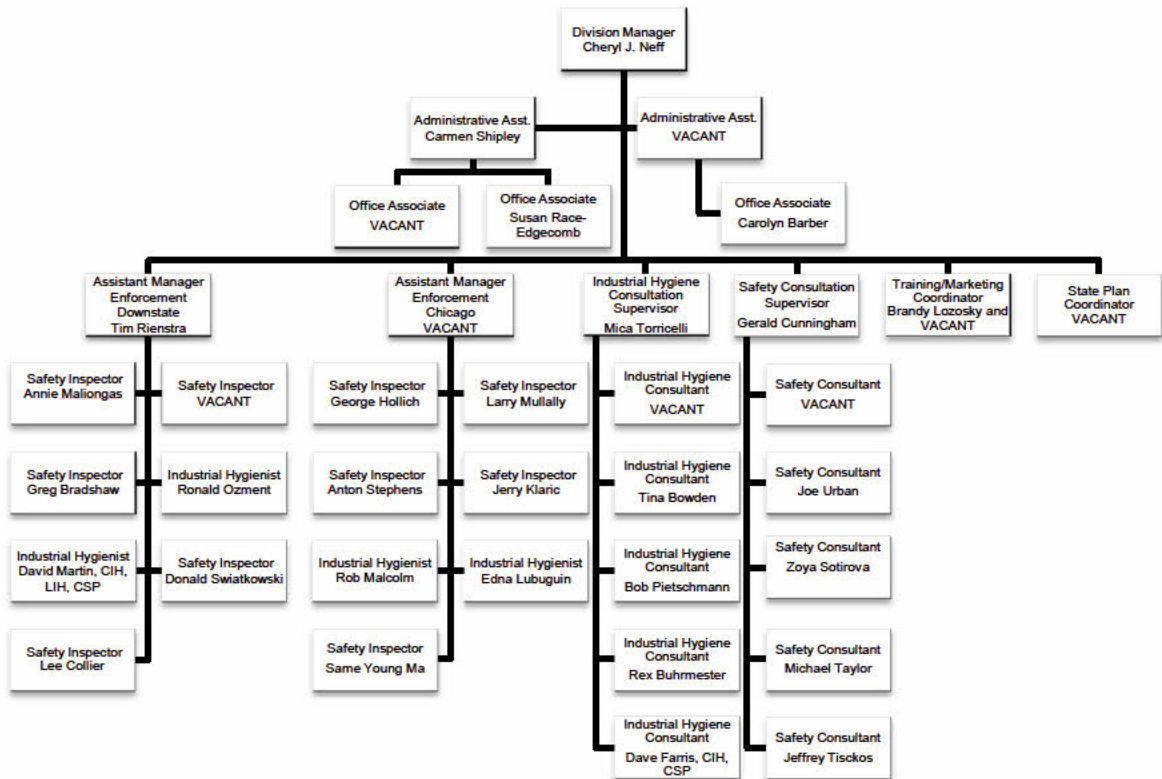 Division Manager
Cheryl J. Neff
Administrative Asst.
Carmen Shipley
Administrative Asst.
VACANT
Office Associate
VACANT
Office Associate
Susan Race-
Edgecomb
Office Associate
Carolyn Barber
Assistant Manager
Enforcement
Downstate
Tim Rienstra
Assistant Manager
Enforcement
Chicago
VACANT
Industrial Hygiene
Consultation
Supervisor
Mica Torricelli
Safety Consultation
Supervisor
Gerald Cunningham
Training/Marketing
Coordinator
Brandy Lozosky and
VACANT
State Plan
Coordinator
VACANT
Safety Inspector
Annie Maliongas
Safety Inspector
VACANT
Safety Inspector
George Hollich
Safety Inspector
Larry Mullally
Industrial Hygiene
Consultant
VACANT
Safety Consultant
VACANT
Safety Inspector
Greg Bradshaw
Industrial Hygienist
Ronald Ozment
Safety Inspector
Anton Stephens
Safety Inspector
Jerry Klaric
Industrial Hygiene
Consultant
Tina Bowden
Safety Consultant
Joe Urban
Industrial Hygienist
David Martin, CIH,
LIH, CSP
Safety Inspector
Donald Swiatkowski
Industrial Hygienist
Rob Malcolm
Industrial Hygienist
Edna Lubuguin
Industrial Hygiene
Consultant
Bob Pietschmann
Safety Consultant
Zoya Sotirova
Safety Inspector
Lee Collier
Safety Inspector
Same Young Ma
Industrial Hygiene
Consultant
Rex Buhrmester
Safety Consultant
Michael Taylor
Industrial Hygiene
Consultant
Dave Farris, CIH,
CSP
Safety Consultant
Jeffrey Tisckos